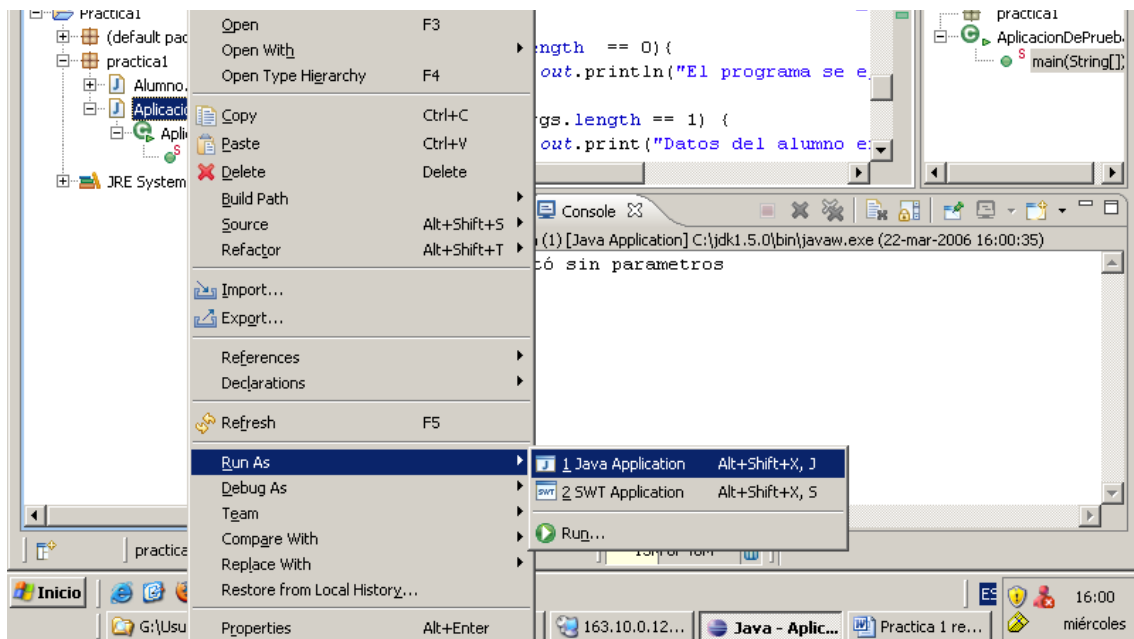 Practica1
(default pac
practica1
Alumno.
Aplicacio
Apli
S
JRE System
Open F3
Open With
Open Type Hierarchy F4
Copy Ctrl+C
Paste Ctrl+V
Delete Delete
Build Path
Source Alt+Shift+S
Refactor Alt+Shift+T
Import...
Export...
References
Declarations
Refresh F5
Run As
Debug As
Team
Compare With
Replace With
Restore from Local History...
Properties Alt+Enter
1 Java Application Alt+Shift+X, J
2 SWT Application Alt+Shift+X, S
Run...
ength == 0){
out.println("El programa se e
gs.length == 1) {
out.print("Datos del alumno e
practica1
AplicacionDePrueb
S main(String[])
Console
(1) [Java Application] C:\jdk1.5.0\bin\javaw.exe (22-mar-2006 16:00:35)
tó sin parametros
practica
Inicio
ES
16:00
G:\Usu
163.10.0.12...
Java - Aplic...
Practica 1 re...
miércoles